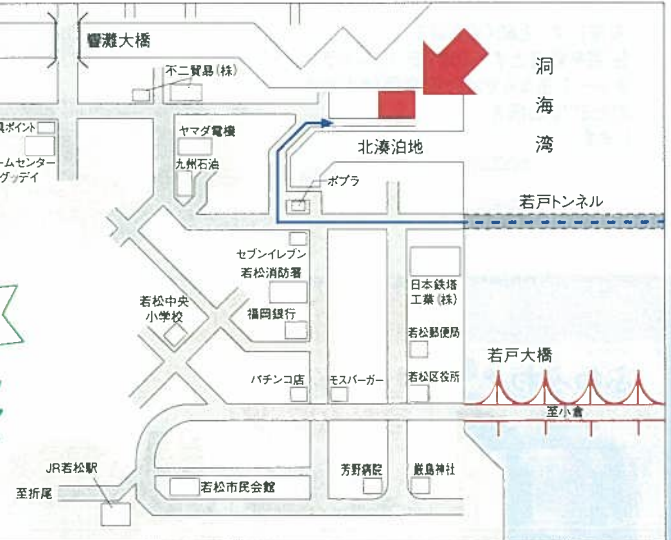 響灘大橋
不二貿易(株)
洞
海
湾
具ポイント
ヤマダ電機
ームセンター
グッデイ
九州石油
北湊泊地
ポプラ
若戸トンネル
セブンイレブン
若松消防署
日本鉄塔
工業(株)
若松中央
小学校
福岡銀行
若松郵便局
若戸大橋
パチンコ店
モスバーガー
若松区役所
至小倉
JR若松駅
芳野病院
厳島神社
至折尾
若松市民会館